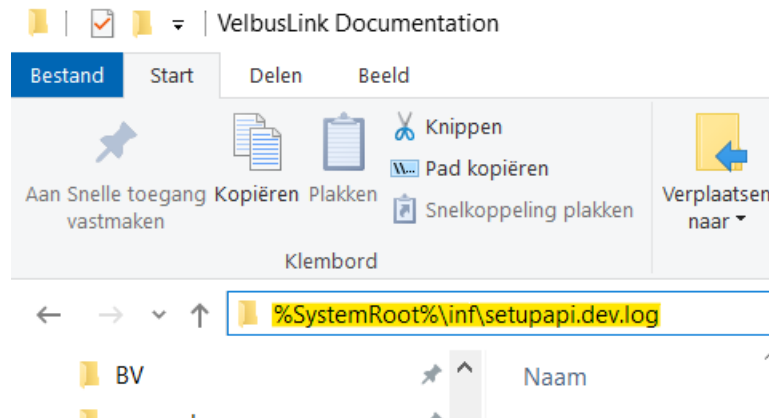 VelbusLink Documentation
Bestand Start Delen Beeld
Aan Snelle toegang vastmaken
Kopiëren
Plakken
Knippen
Pad kopiëren
Snelkoppeling plakken
Verplaatsen
naar
Klembord
%SystemRoot%\inf\setupapi.dev.log
BV
Naam